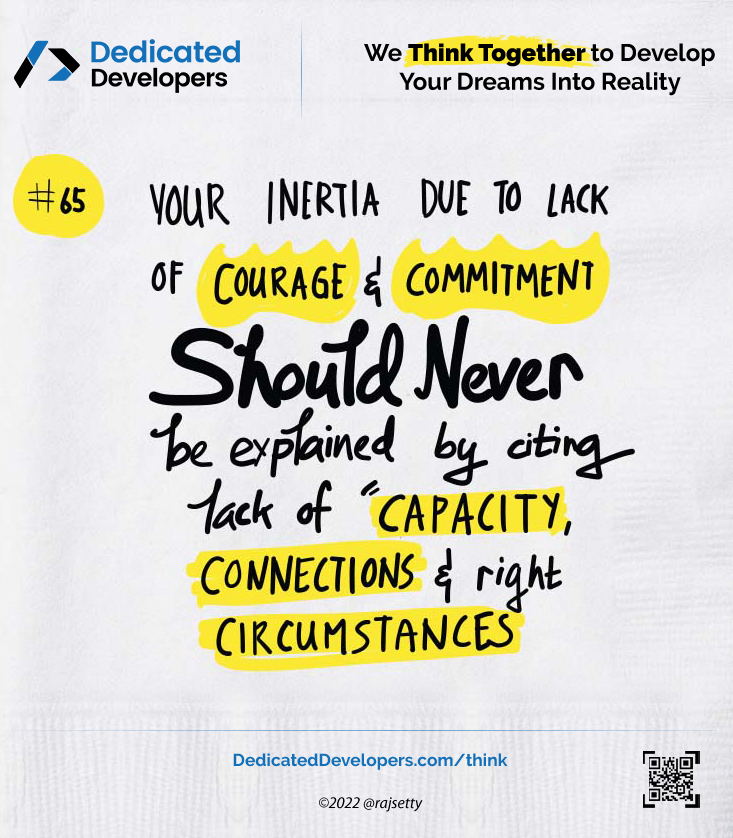 Dedicated
Developers
We Think Together to Develop
Your Dreams Into Reality
#65
YOUR INERTIA DUE TO LACK
OF COURAGE & COMMITMENT
Should Never
be explained by citing
lack of "CAPACITY,
CONNECTIONS & right
CIRCUMSTANCES
DedicatedDevelopers.com/think
©2022 @rajsetty